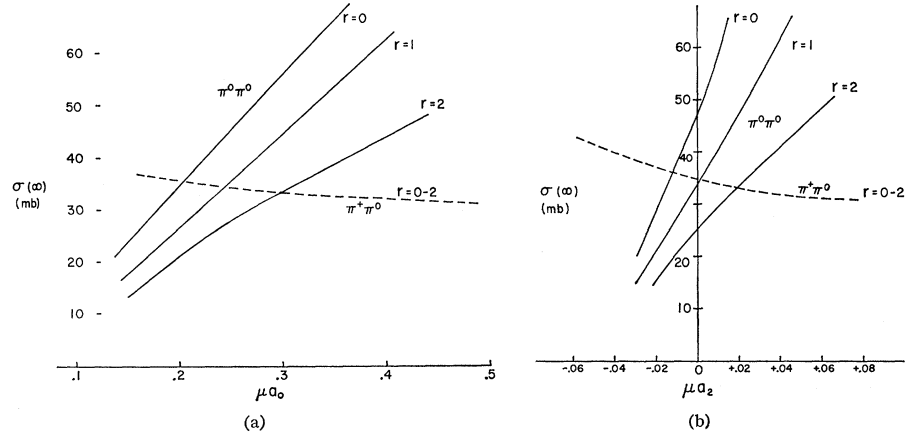 r=0
60 –
r=1
π⁰π⁰
50 –
r=2
40 –
σ(∞)
(mb)
30 –
r=0-2
π⁺π⁰
20 –
10 –
.1 .2 .3 .4 .5
μa₀
(a)
r=0
60
r=1
r=2
50
π⁰π⁰
40
σ(∞)
(mb)
30
π⁺π⁰
r=0-2
20
10
0
-.06 -.04 -.02 0 +.02 +.04 +.06 +.08
μa₂
(b)